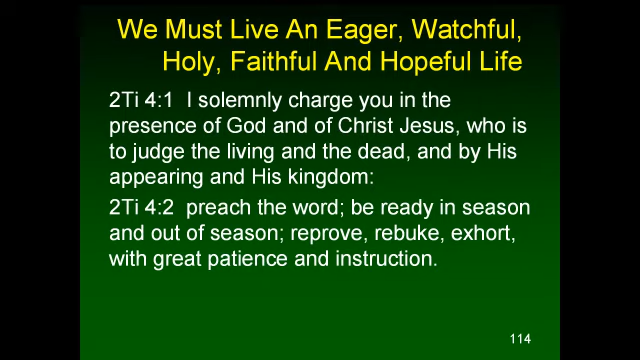 We Must Live An Eager, Watchful,
Holy, Faithful And Hopeful Life
2Ti 4:1  I solemnly charge you in the
presence of God and of Christ Jesus, who is
to judge the living and the dead, and by His
appearing and His kingdom:
2Ti 4:2  preach the word; be ready in season
and out of season; reprove, rebuke, exhort,
with great patience and instruction.
114